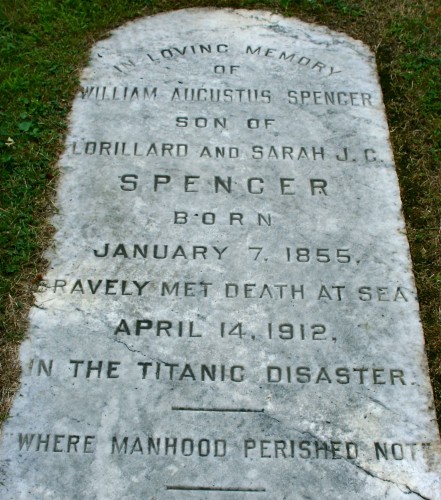 IN LOVING MEMORY
OF
WILLIAM AUGUSTUS SPENCER
SON OF
LORILLARD AND SARAH J. C.
SPENCER
BORN
JANUARY 7, 1855,
BRAVELY MET DEATH AT SEA
APRIL 14, 1912,
IN THE TITANIC DISASTER.
WHERE MANHOOD PERISHED NOT"